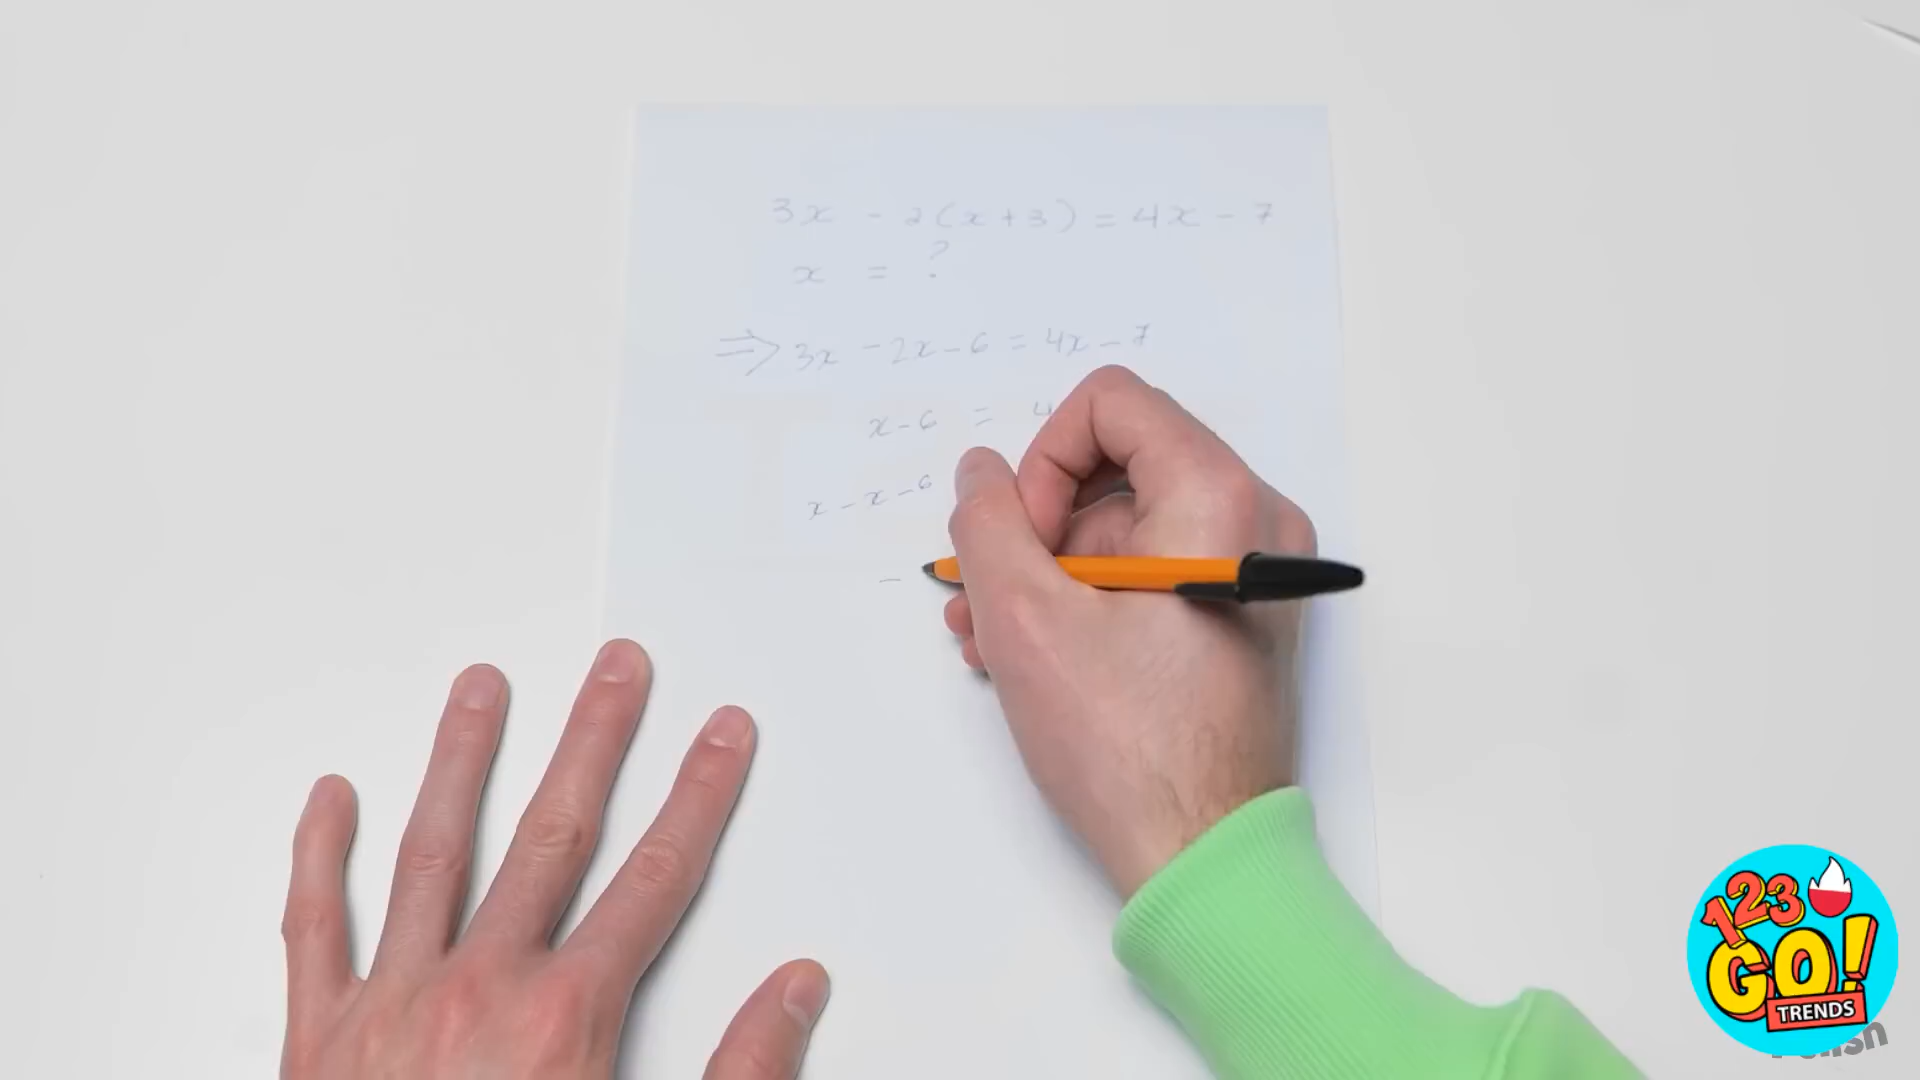 3x - 2(x+3) = 4x - 7
x = ?
⇒ 3x - 2x - 6 = 4x - 7
x - 6 = 4
x - x - 6
-
123
GO!
TRENDS